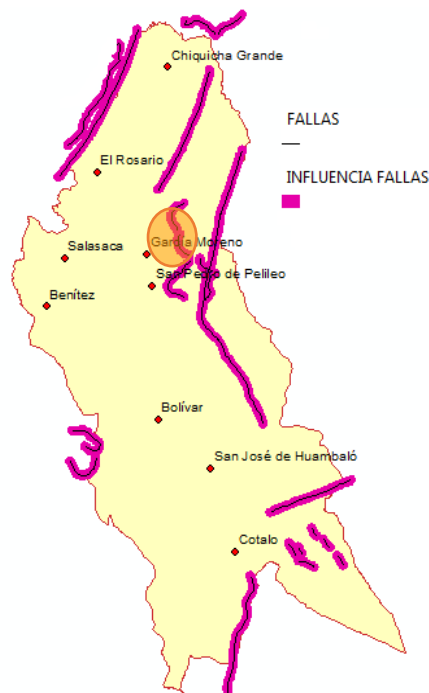 Chiquicha Grande
FALLAS
El Rosario
INFLUENCIA FALLAS
García Moreno
Salasaca
San Pedro de Pelileo
Benítez
Bolívar
San José de Huambaló
Cotalo